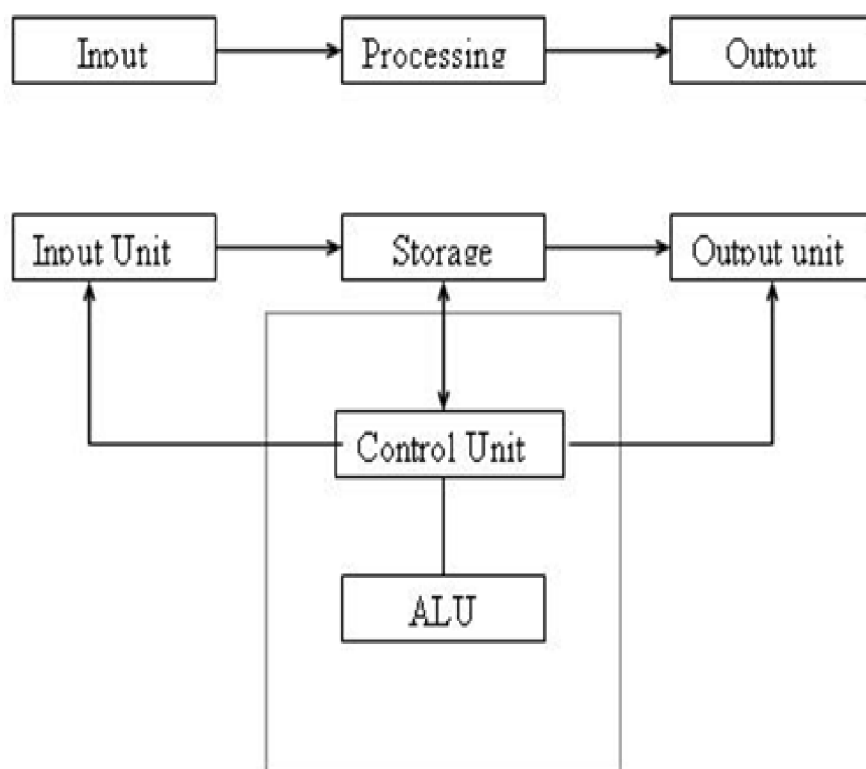 Input
Processing
Output
Input Unit
Storage
Output unit
Control Unit
ALU